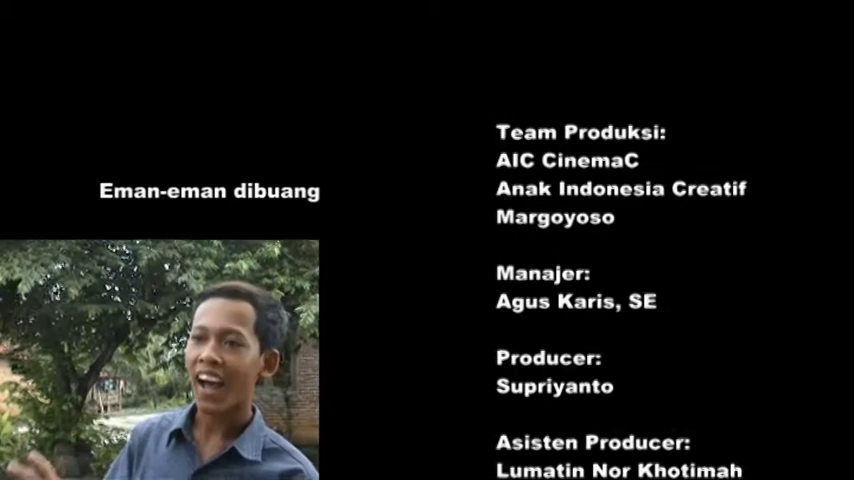 Eman-eman dibuang
Team Produksi:
AIC CinemaC
Anak Indonesia Creatif
Margoyoso
Manajer:
Agus Karis, SE
Producer:
Supriyanto
Asisten Producer:
Lumatin Nor Khotimah